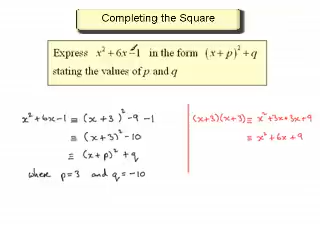 Completing the Square
Express x² + 6x − 1 in the form (x + p)² + q
stating the values of p and q
x² + 6x − 1 ≡ (x + 3)² − 9 − 1
≡ (x + 3)² − 10
≡ (x + p)² + q
where p = 3 and q = −10
(x+3)(x+3) ≡ x² + 3x + 3x + 9
≡ x² + 6x + 9